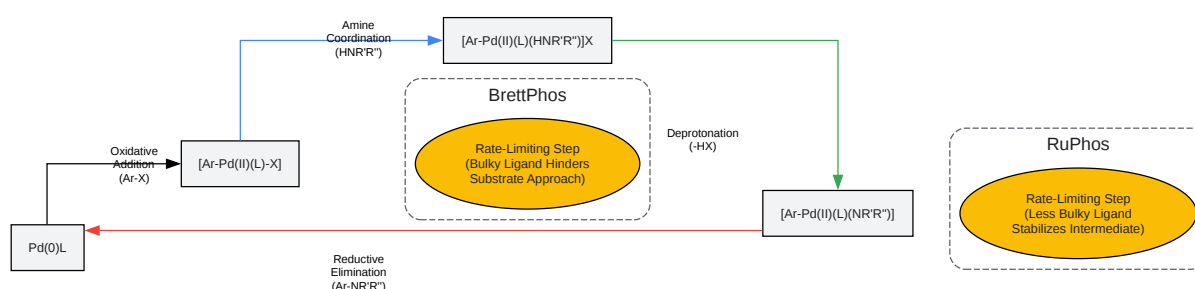 Amine
Coordination
(HNR'R")
[Ar-Pd(II)(L)(HNR'R")]X
BrettPhos
Rate-Limiting Step
(Bulky Ligand Hinders
Substrate Approach)
Deprotonation
(-HX)
RuPhos
Rate-Limiting Step
(Less Bulky Ligand
Stabilizes Intermediate)
Oxidative
Addition
(Ar-X)
[Ar-Pd(II)(L)-X]
[Ar-Pd(II)(L)(NR'R")]
Pd(0)L
Reductive
Elimination
(Ar-NR'R")